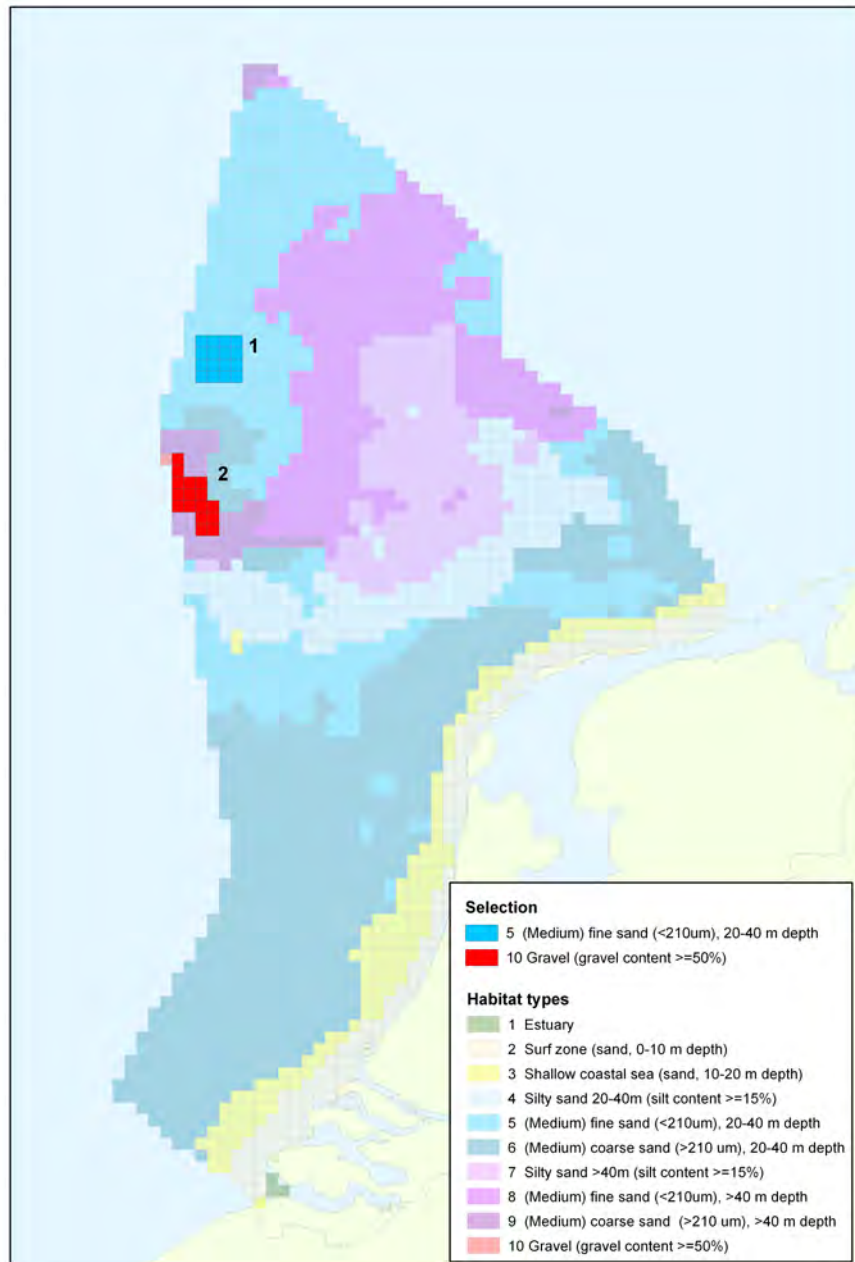 1
2
Selection
5 (Medium) fine sand (<210um), 20-40 m depth
10 Gravel (gravel content >=50%)
Habitat types
1 Estuary
2 Surf zone (sand, 0-10 m depth)
3 Shallow coastal sea (sand, 10-20 m depth)
4 Silty sand 20-40m (silt content >=15%)
5 (Medium) fine sand (<210um), 20-40 m depth
6 (Medium) coarse sand (>210 um), 20-40 m depth
7 Silty sand >40m (silt content >=15%)
8 (Medium) fine sand (<210um), >40 m depth
9 (Medium) coarse sand (>210 um), >40 m depth
10 Gravel (gravel content >=50%)